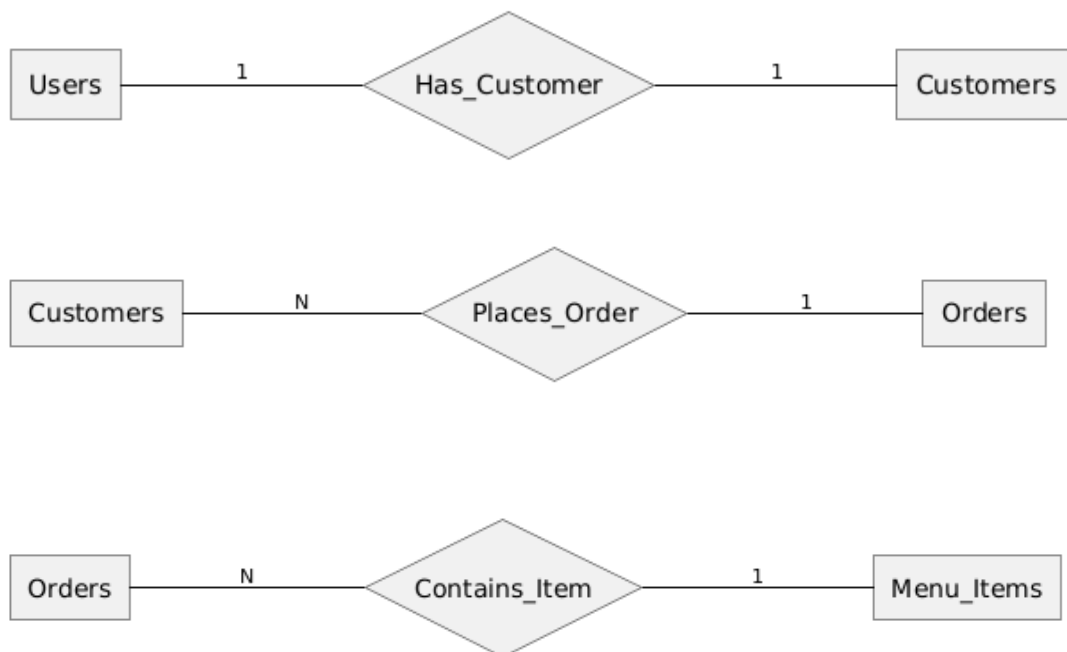 Users 1 Has_Customer 1 Customers
Customers N Places_Order 1 Orders
Orders N Contains_Item 1 Menu_Items